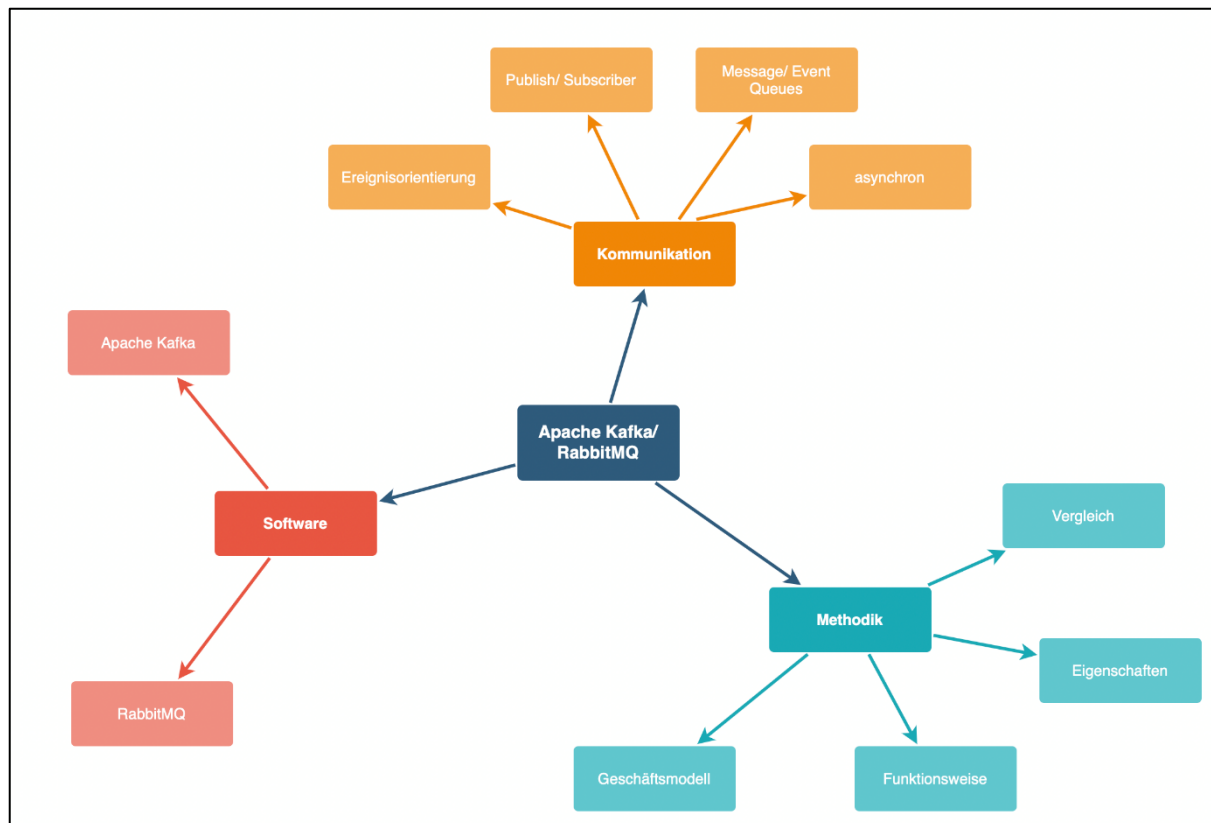 Publish/ Subscriber
Message/ Event
Queues
Ereignisorientierung
asynchron
Kommunikation
Apache Kafka
Apache Kafka/
RabbitMQ
Software
Vergleich
Methodik
Eigenschaften
RabbitMQ
Geschäftsmodell
Funktionsweise